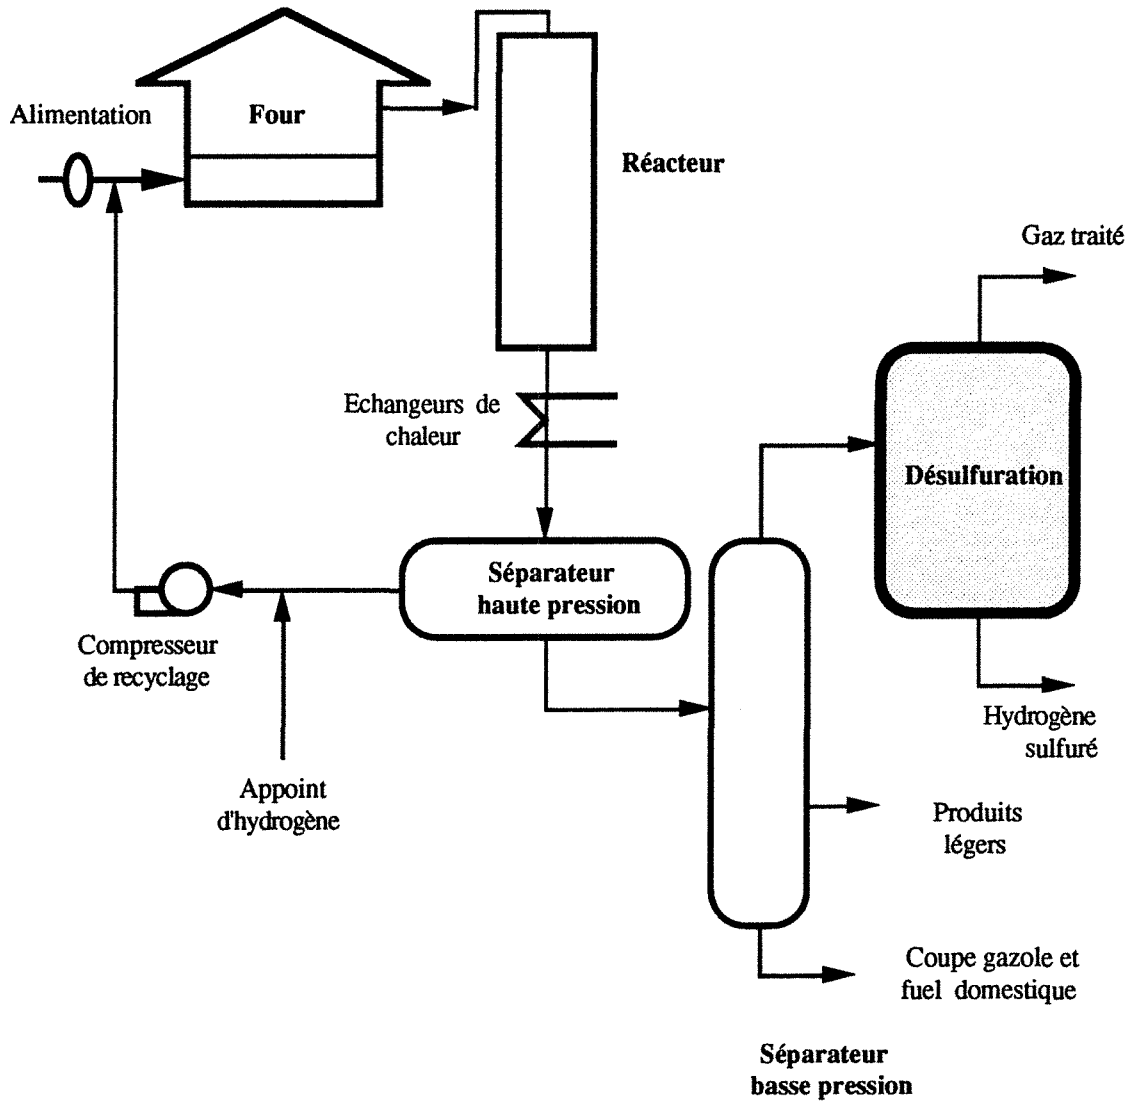 Alimentation
Four
Réacteur
Gaz traité
Echangeurs de
chaleur
Désulfuration
Séparateur
haute pression
Compresseur
de recyclage
Hydrogène
sulfuré
Appoint
d'hydrogène
Produits
légers
Coupe gazole et
fuel domestique
Séparateur
basse pression